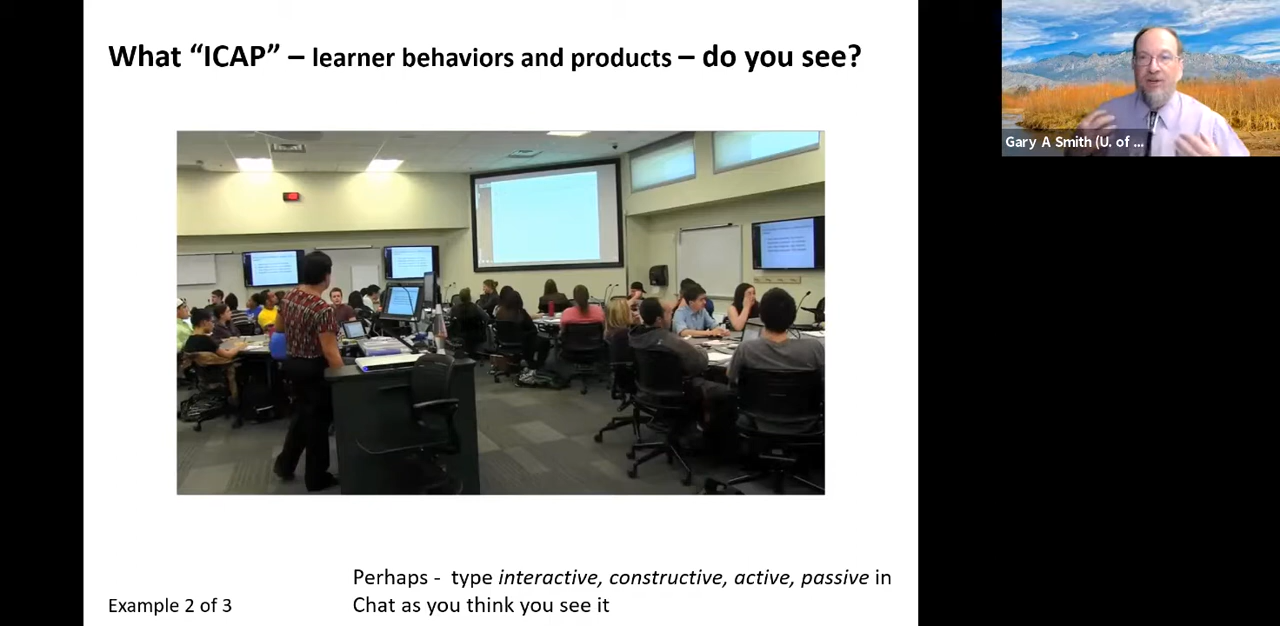 What “ICAP” – learner behaviors and products – do you see?
Gary A Smith (U. of ...
Perhaps - type interactive, constructive, active, passive in
Chat as you think you see it
Example 2 of 3